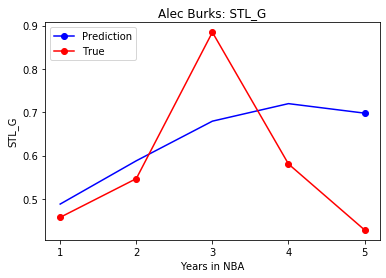 Alec Burks: STL_G
Prediction
True
0.9
0.8
0.7
0.6
0.5
STL_G
1 2 3 4 5
Years in NBA